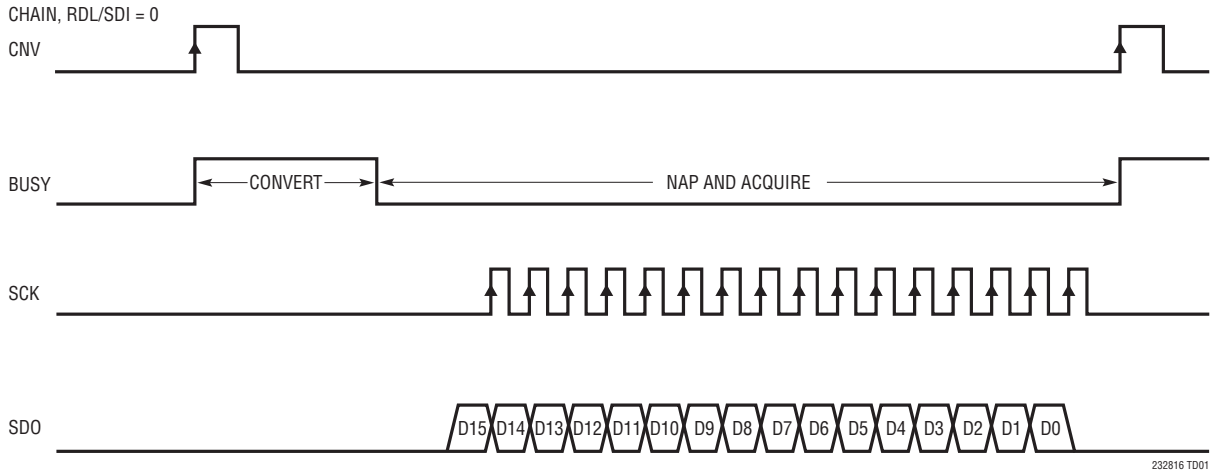 CHAIN, RDL/SDI = 0
CNV
BUSY
CONVERT
NAP AND ACQUIRE
SCK
SDO
D15 D14 D13 D12 D11 D10 D9 D8 D7 D6 D5 D4 D3 D2 D1 D0
232816 TD01